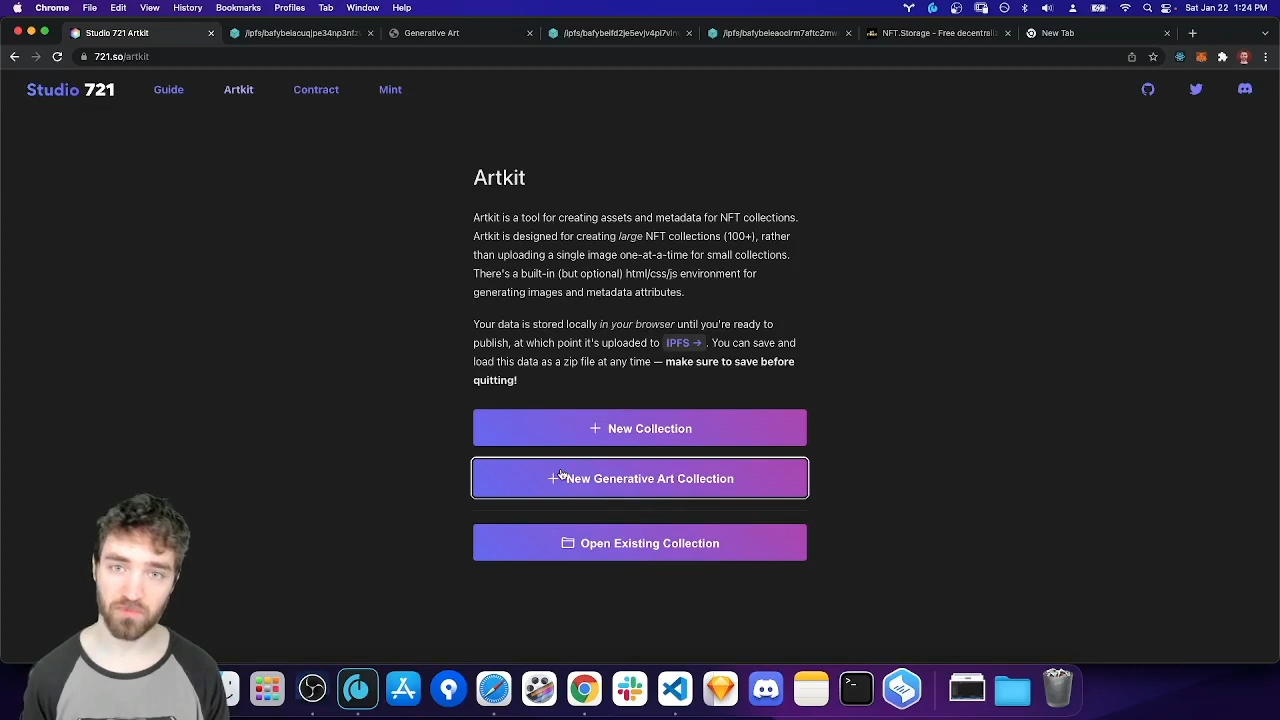 Chrome File Edit View History Bookmarks Profiles Tab Window Help
Sat Jan 22 1:24 PM
Studio 721 Artkit
Generative Art
NFT.Storage - Free decentrali
New Tab
721.so/artkit
Studio 721 Guide Artkit Contract Mint
Artkit
Artkit is a tool for creating assets and metadata for NFT collections.
Artkit is designed for creating large NFT collections (100+), rather
than uploading a single image one-at-a-time for small collections.
There's a built-in (but optional) html/css/js environment for
generating images and metadata attributes.
Your data is stored locally in your browser until you're ready to
publish, at which point it's uploaded to IPFS → . You can save and
load this data as a zip file at any time — make sure to save before
quitting!
+ New Collection
+ New Generative Art Collection
Open Existing Collection